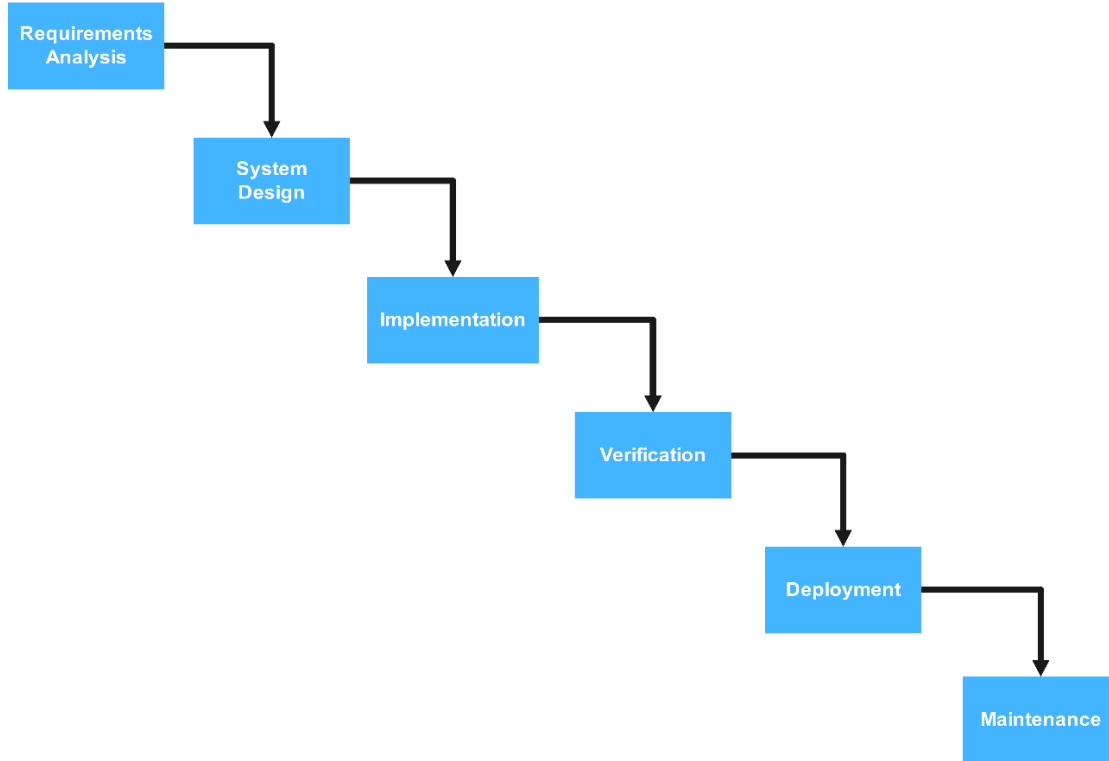 Requirements
Analysis
System
Design
Implementation
Verification
Deployment
Maintenance